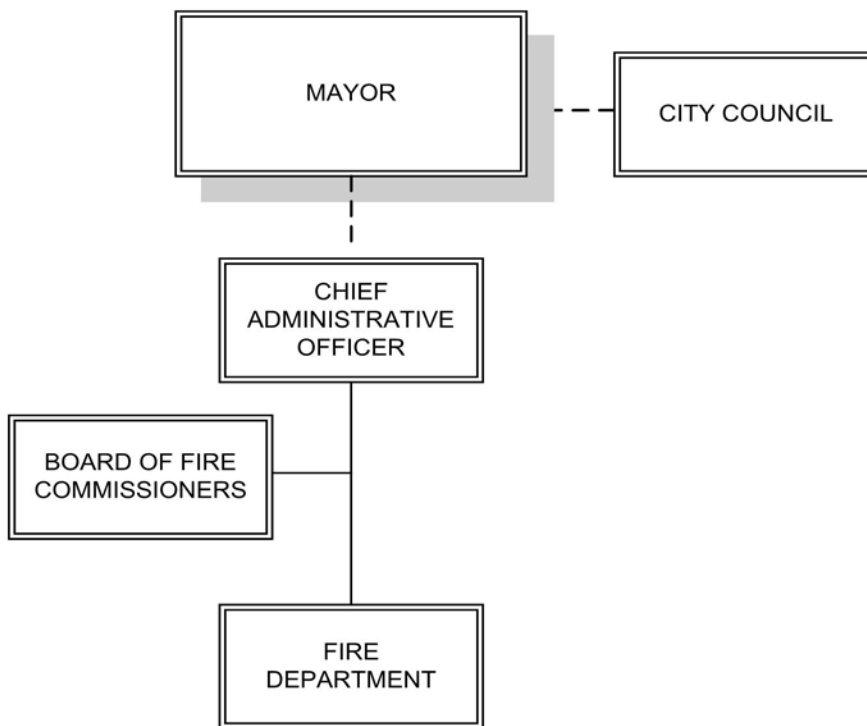 MAYOR
CITY COUNCIL
CHIEF
ADMINISTRATIVE
OFFICER
BOARD OF FIRE
COMMISSIONERS
FIRE
DEPARTMENT